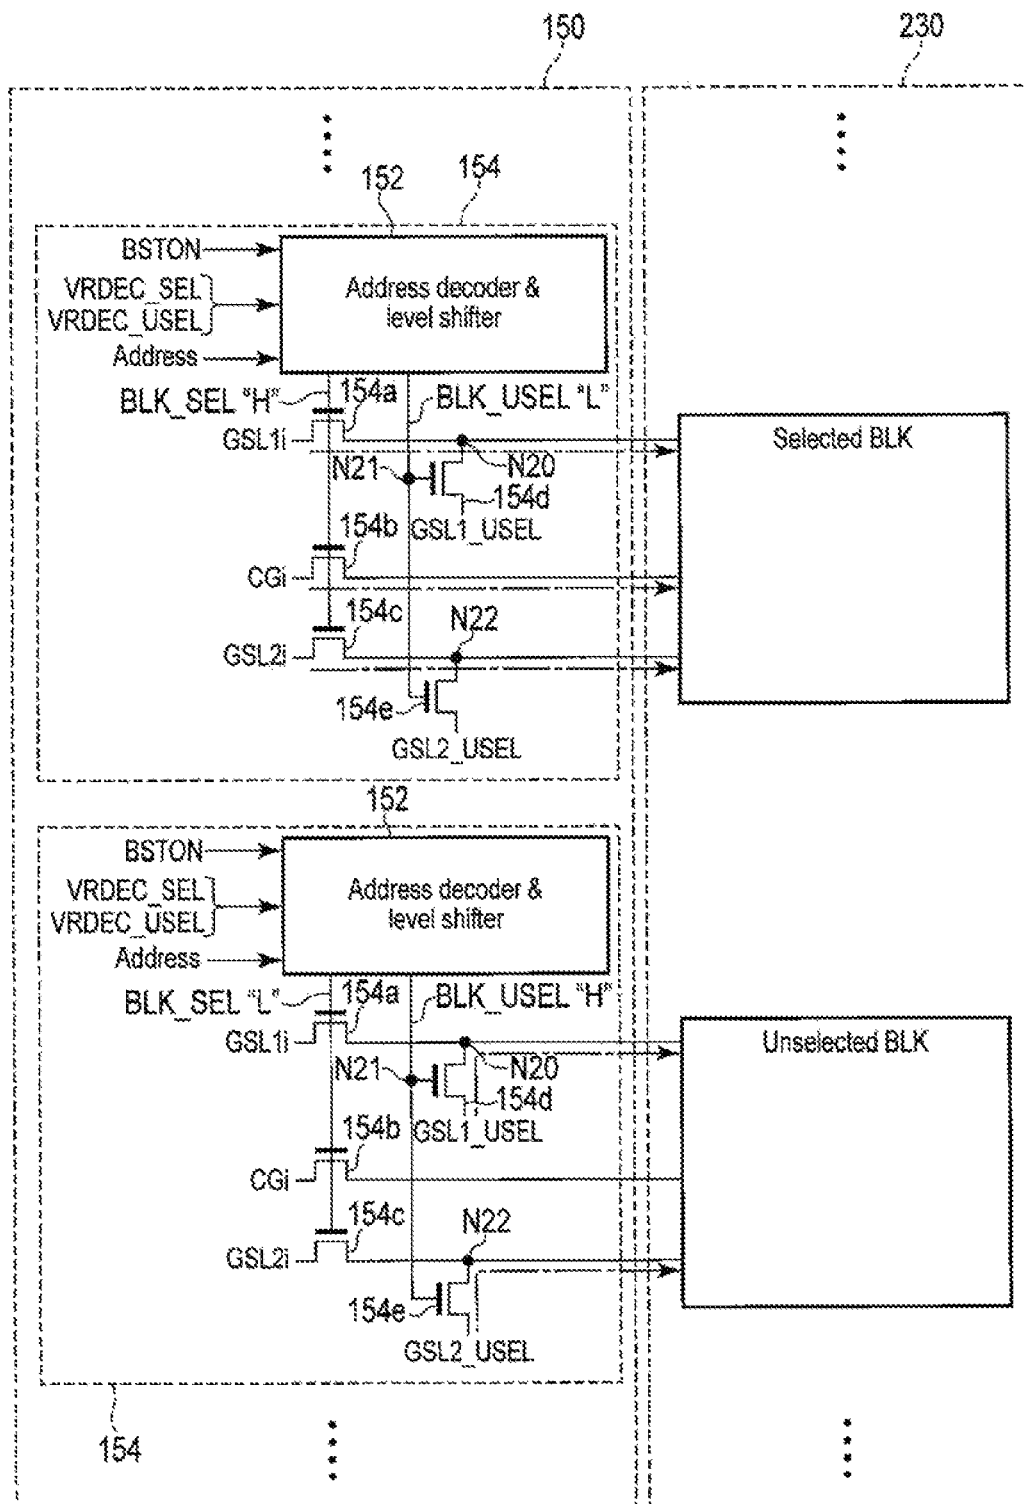 150
230
152
154
BSTON
VRDEC_SEL
VRDEC_USEL
Address
Address decoder &
level shifter
BLK_SEL "H"
154a
BLK_USEL "L"
GSL1i
N21
N20
154d
GSL1_USEL
154b
CGi
154c
N22
GSL2i
154e
GSL2_USEL
Selected BLK
152
BSTON
VRDEC_SEL
VRDEC_USEL
Address
Address decoder &
level shifter
BLK_SEL "L"
154a
BLK_USEL "H"
GSL1i
N21
N20
154d
GSL1_USEL
154b
CGi
154c
N22
GSL2i
154e
GSL2_USEL
Unselected BLK
154